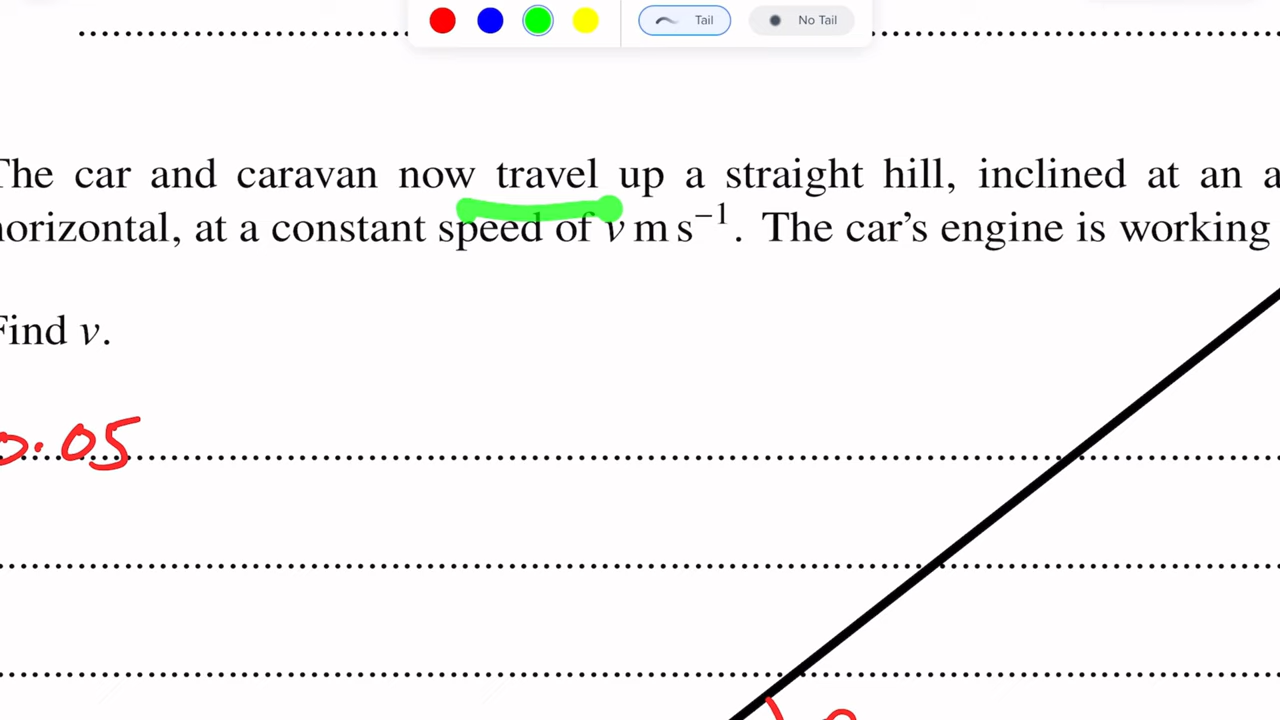 Tail No Tail
The car and caravan now travel up a straight hill, inclined at an a
horizontal, at a constant speed of v m s⁻¹. The car's engine is working
Find v.
0.05